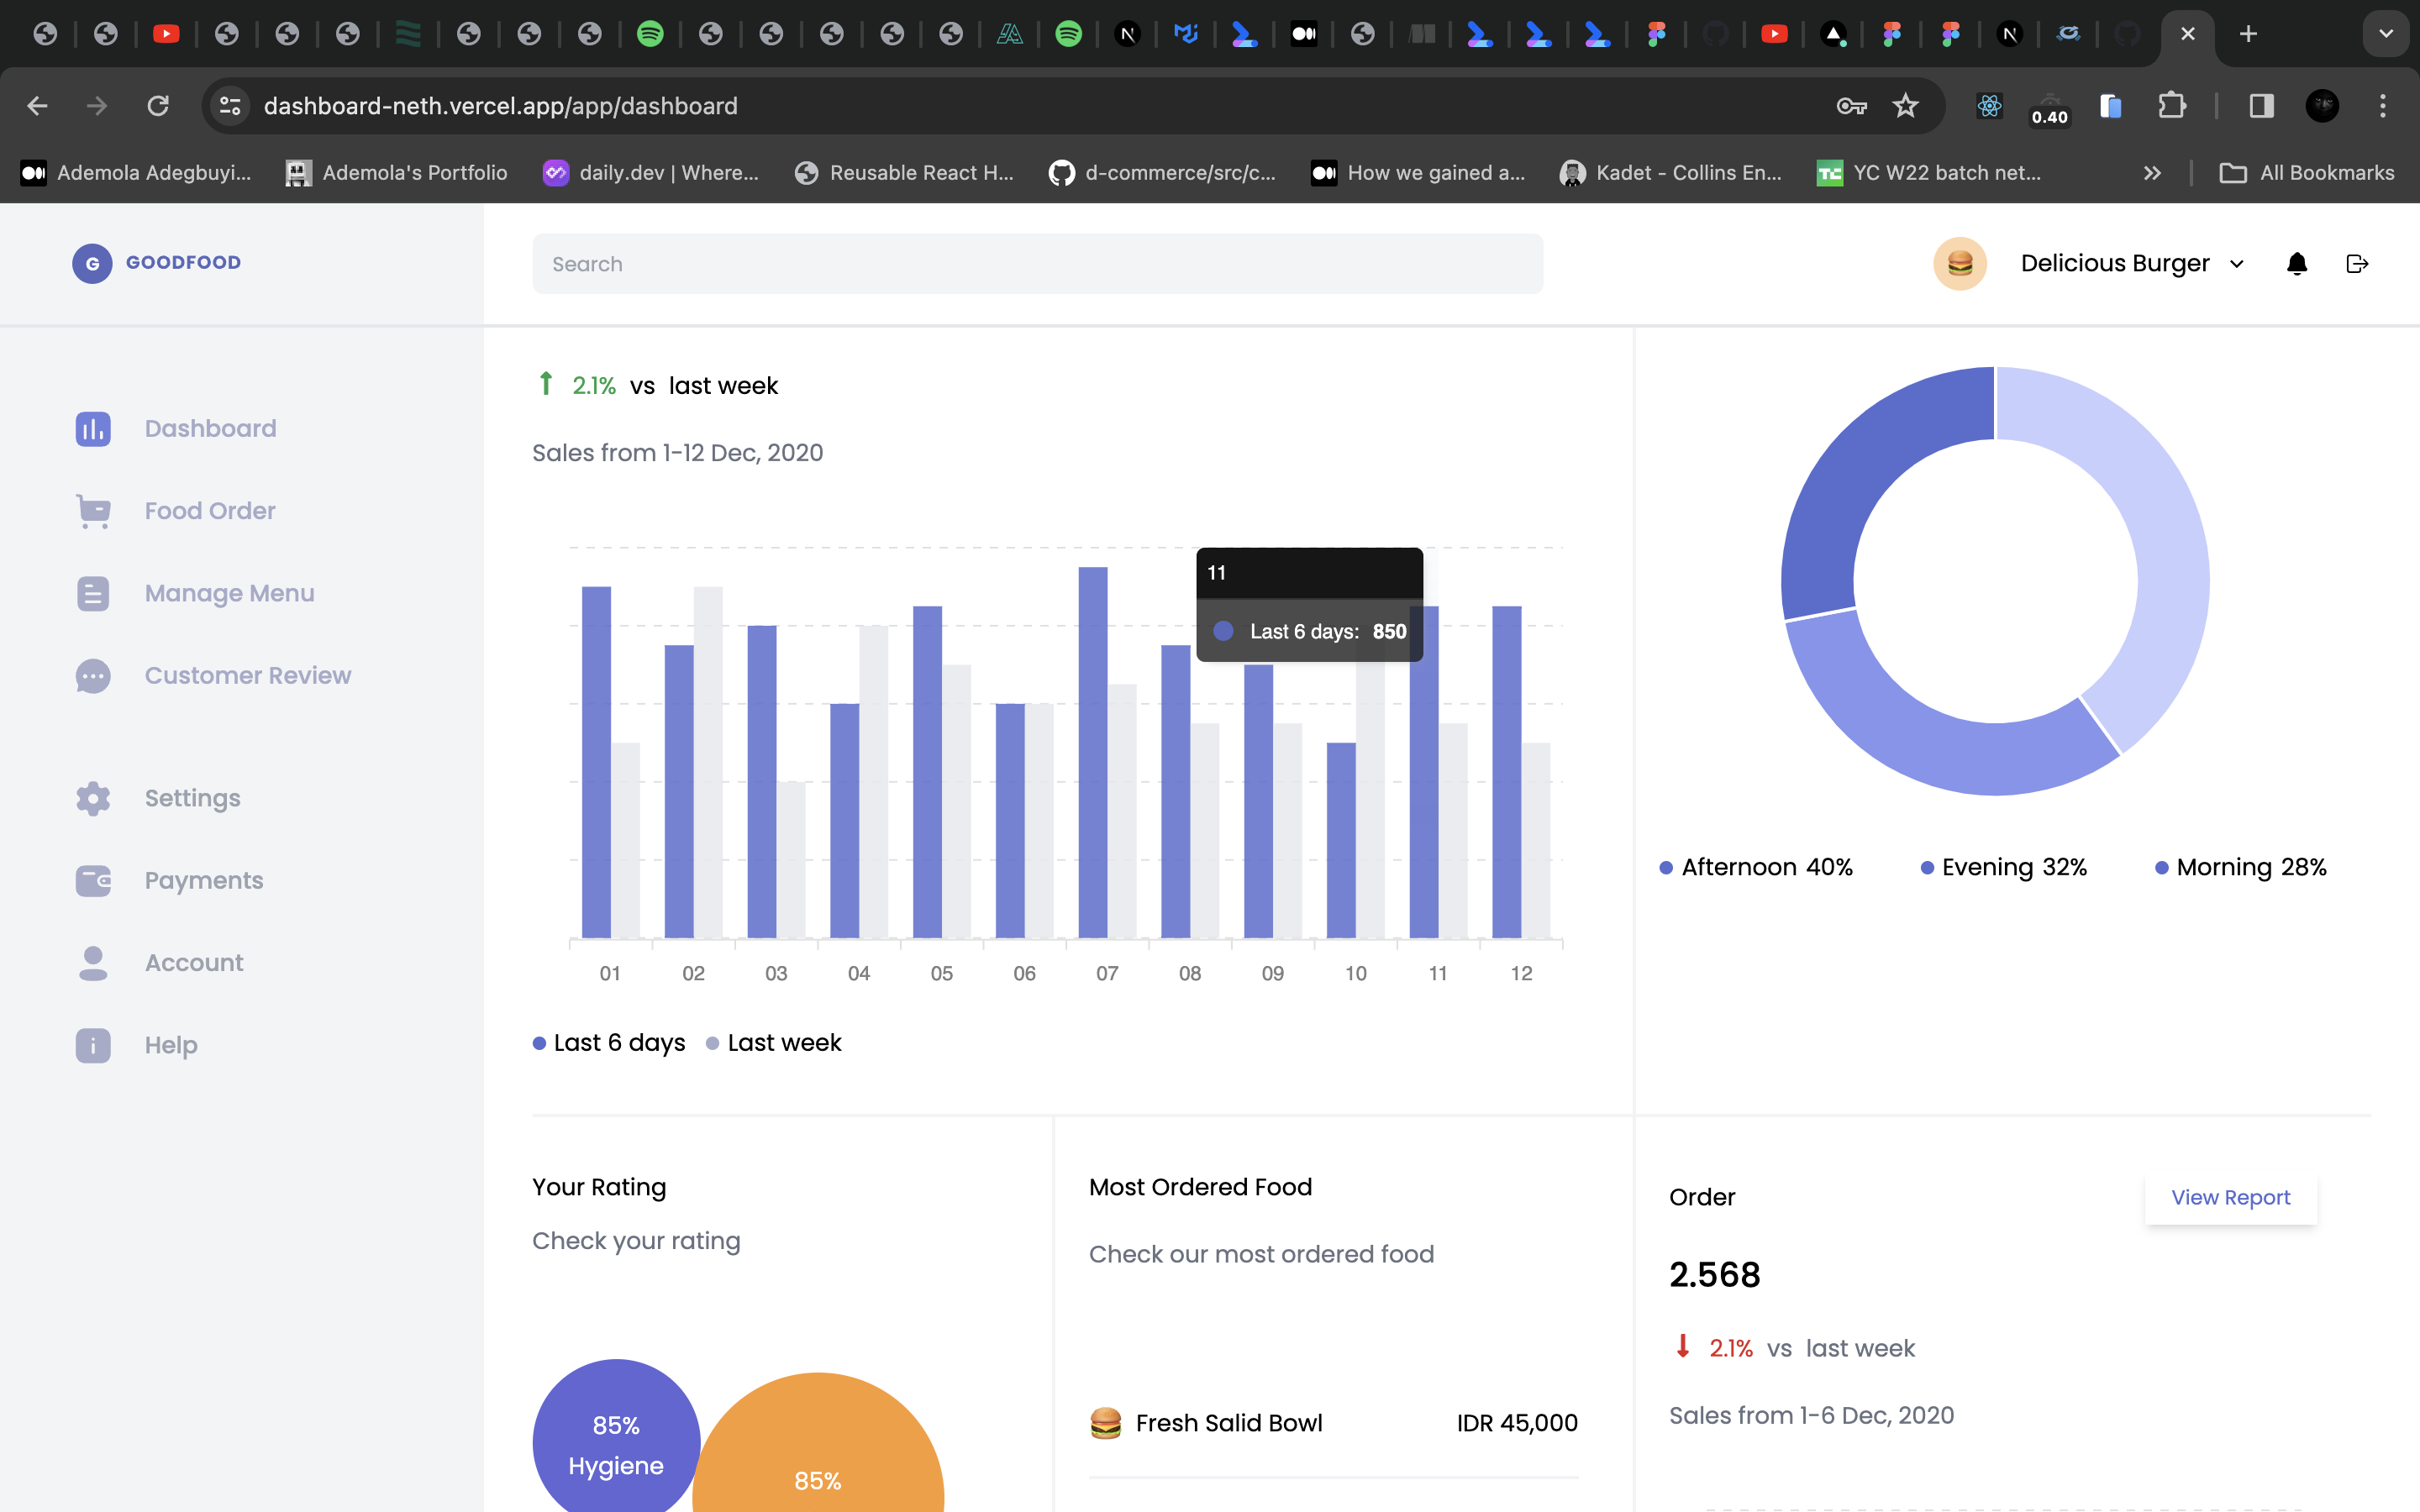 0.40
dashboard-neth.vercel.app/app/dashboard
Ademola Adegbuyi...
Ademola's Portfolio
daily.dev | Where...
Reusable React H...
d-commerce/src/c...
How we gained a...
Kadet - Collins En...
TC
YC W22 batch net...
All Bookmarks
G
GOODFOOD
Search
Delicious Burger
Dashboard
Food Order
Manage Menu
Customer Review
Settings
Payments
Account
Help
2.1% vs last week
Sales from 1-12 Dec, 2020
11
Last 6 days: 850
01 02 03 04 05 06 07 08 09 10 11 12
Last 6 days Last week
Afternoon 40% Evening 32% Morning 28%
Your Rating
Check your rating
85%
Hygiene
85%
Most Ordered Food
Check our most ordered food
Fresh Salid Bowl IDR 45,000
Order
View Report
2.568
2.1% vs last week
Sales from 1-6 Dec, 2020